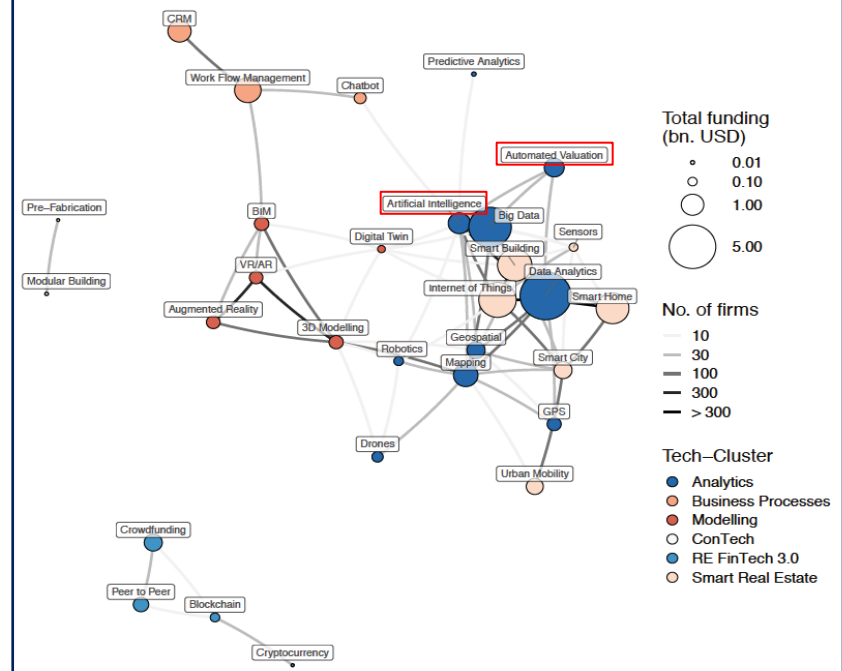 CRM
Predictive Analytics
Work Flow Management
Chatbot
Automated Valuation
Pre–Fabrication
Artificial Intelligence
BIM
Big Data
Digital Twin
Sensors
Smart Building
VR/AR
Data Analytics
Modular Building
Internet of Things
Smart Home
Augmented Reality
3D Modelling
Geospatial
Robotics
Smart City
Mapping
GPS
Drones
Urban Mobility
Crowdfunding
Peer to Peer
Blockchain
Cryptocurrency
Total funding
(bn. USD)
0.01
0.10
1.00
5.00
No. of firms
10
30
100
300
> 300
Tech–Cluster
Analytics
Business Processes
Modelling
ConTech
RE FinTech 3.0
Smart Real Estate